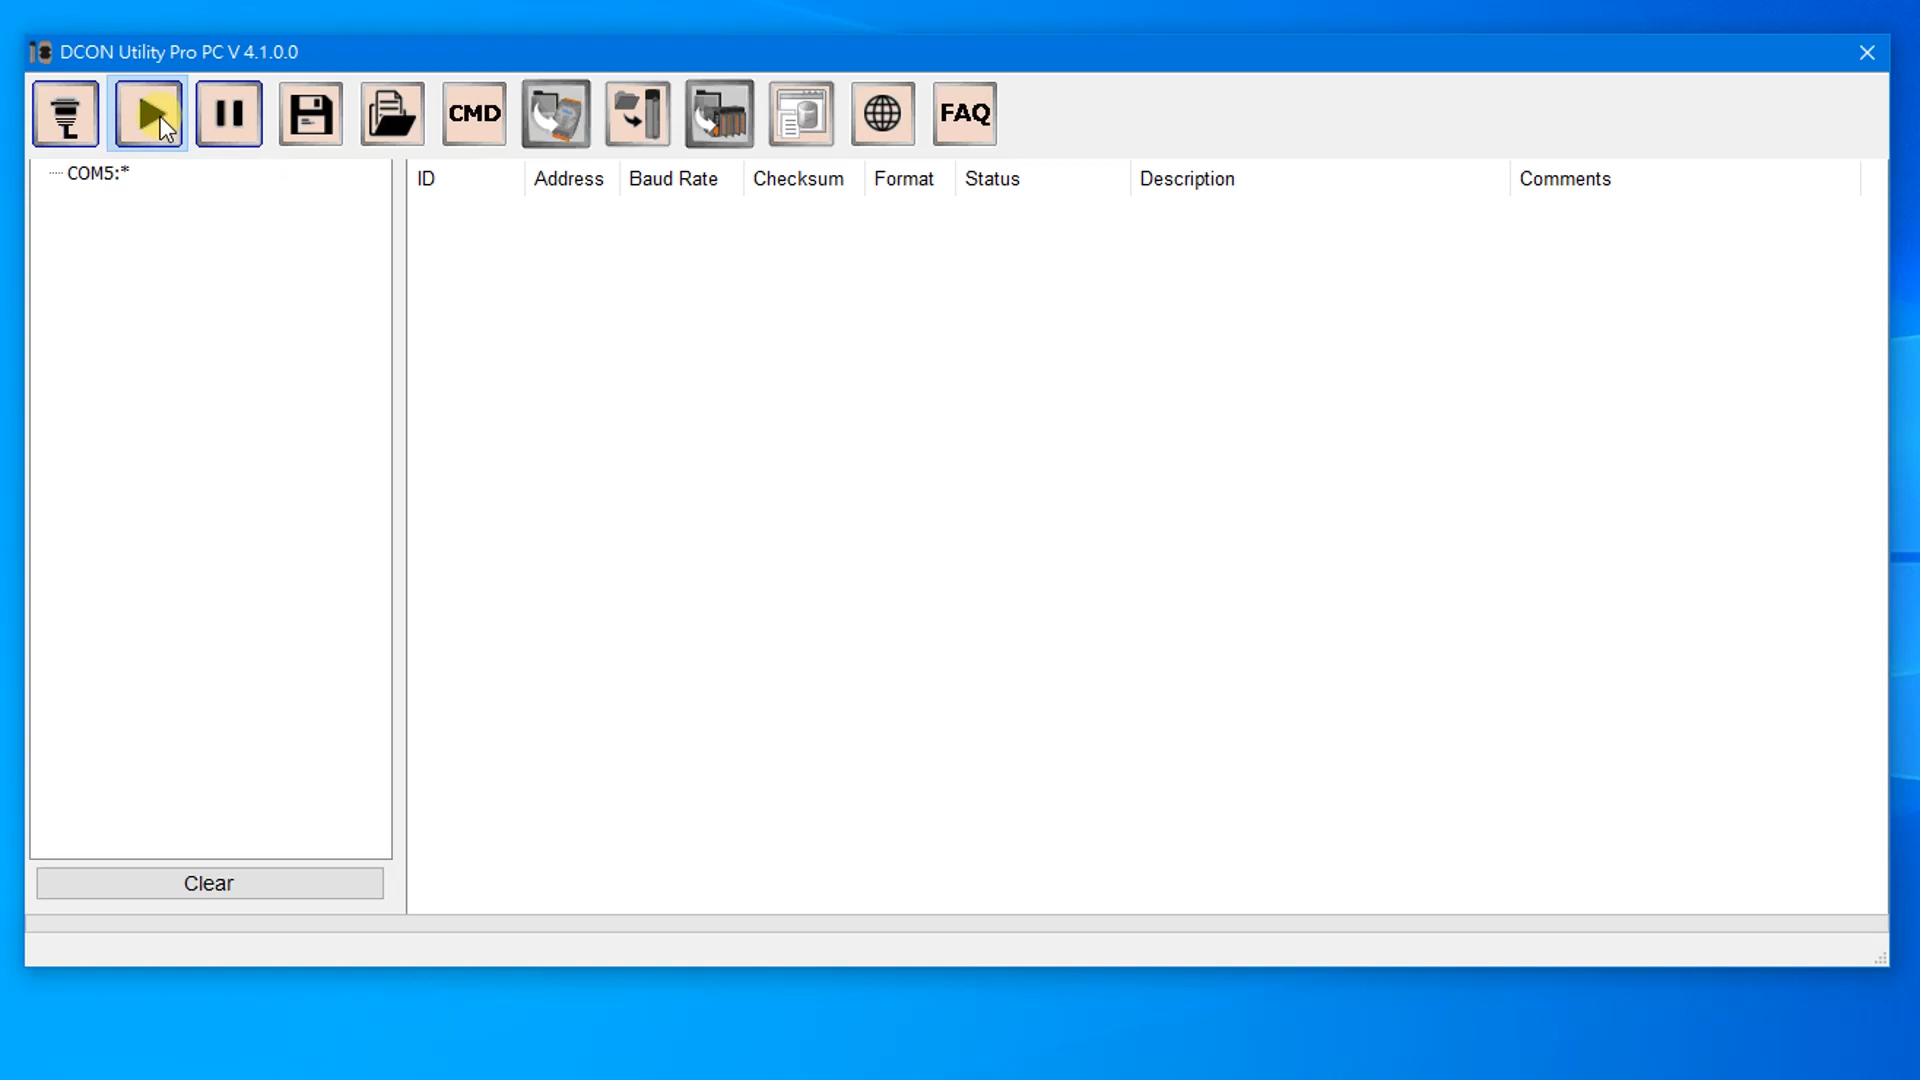 DCON Utility Pro PC V 4.1.0.0
CMD
FAQ
COM5:*
ID Address Baud Rate Checksum Format Status Description Comments
Clear